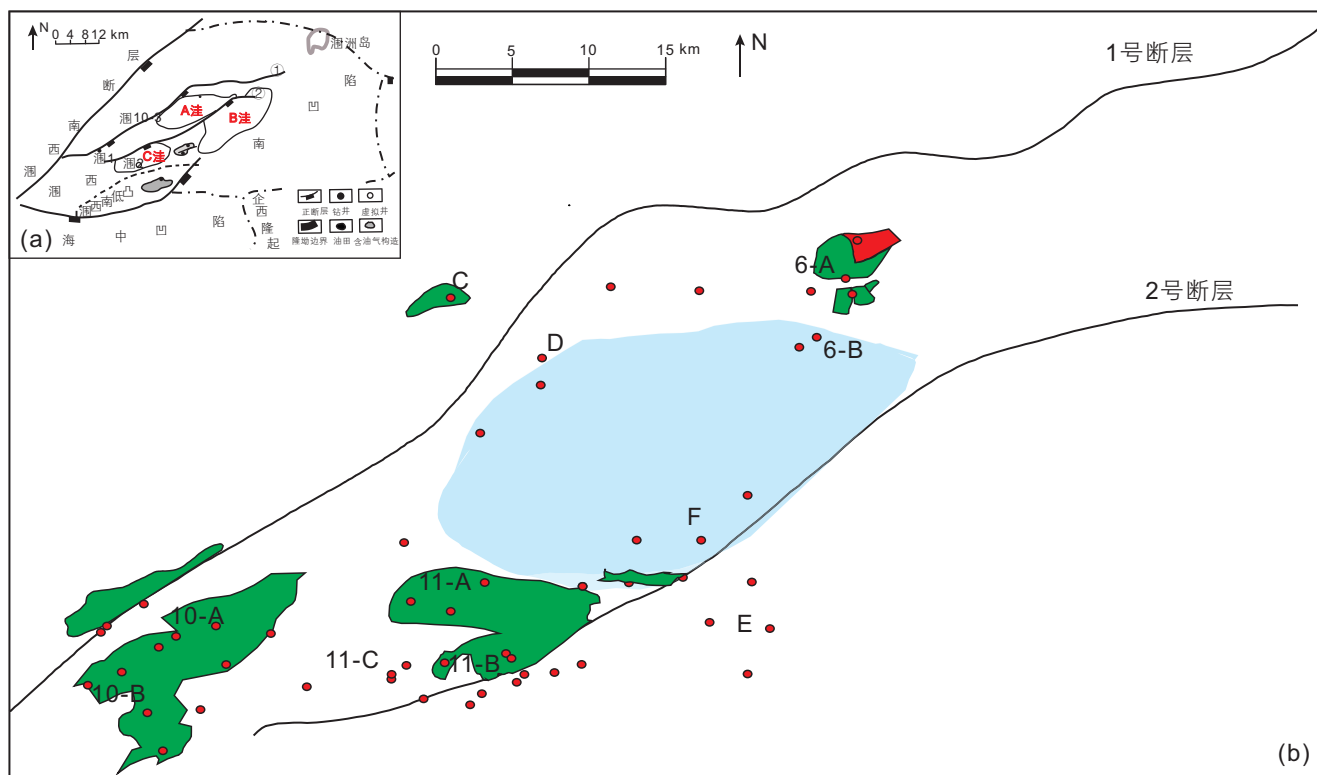 N
0 4 8 12 km
涠洲岛
层
断
南
西
涠
①
②
陷
凹
南
涠10-3
A洼
B洼
涠1
C洼
涠
西
南
低
凸
涠西
海 中 凹 陷
企
西
隆
起
正断层 钻井 虚拟井
隆坳边界 油田 含油气构造
(a)
0 5 10 15 km
N
1号断层
2号断层
6-A
C
D
6-B
F
11-A
10-A
E
11-C
11-B
10-B
(b)